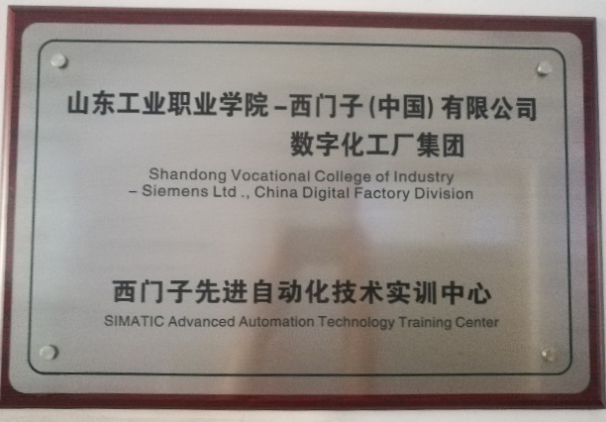 山东工业职业学院-西门子(中国)有限公司
数字化工厂集团
Shandong Vocational College of Industry
- Siemens Ltd ., China Digital Factory Division
西门子先进自动化技术实训中心
SIMATIC Advanced Automation Technology Training Center